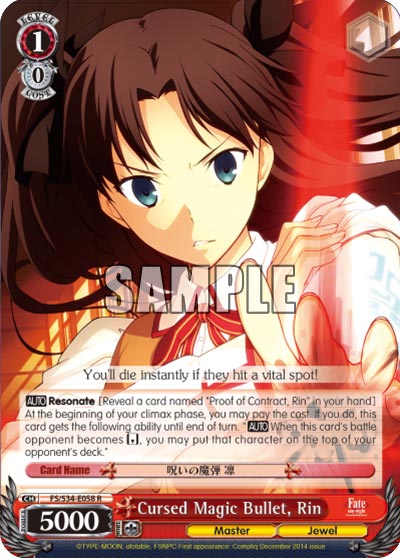 LEVEL
1
0
COST
SAMPLE
You'll die instantly if they hit a vital spot!
AUTO Resonate [Reveal a card named "Proof of Contract, Rin" in your hand]
At the beginning of your climax phase, you may pay the cost. If you do, this
card gets the following ability until end of turn. "AUTO When this card's battle
opponent becomes [ ], you may put that character on the top of your
opponent's deck."
Card Name 呪いの魔弾 凛
CH FS/S34-E058 R
5000
Cursed Magic Bullet, Rin
Fate
Master Jewel
©TYPE-MOON, ufotable, FSNPC First appearance: Comptiq December 2014 issue